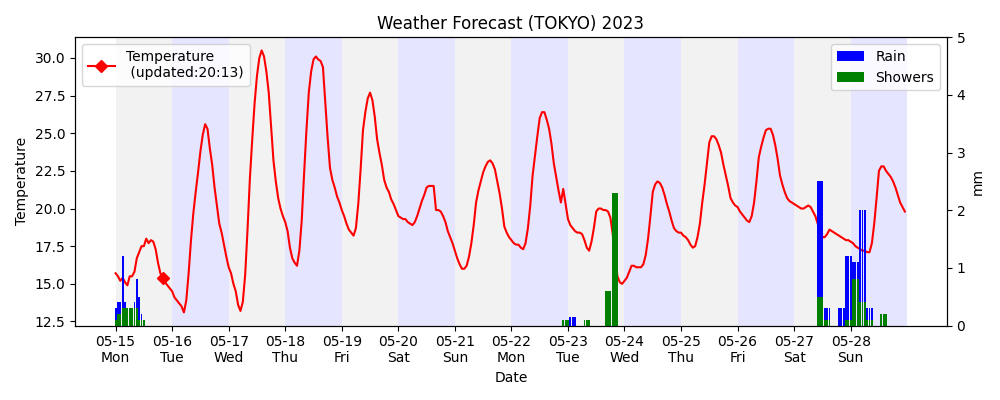 Weather Forecast (TOKYO) 2023
Temperature
(updated:20:13)
Rain
Showers
30.0
27.5
25.0
22.5
20.0
17.5
15.0
12.5
Temperature
5
4
3
2
1
0
mm
05-15 05-16 05-17 05-18 05-19 05-20 05-21 05-22 05-23 05-24 05-25 05-26 05-27 05-28
Mon Tue Wed Thu Fri Sat Sun Mon Tue Wed Thu Fri Sat Sun
Date